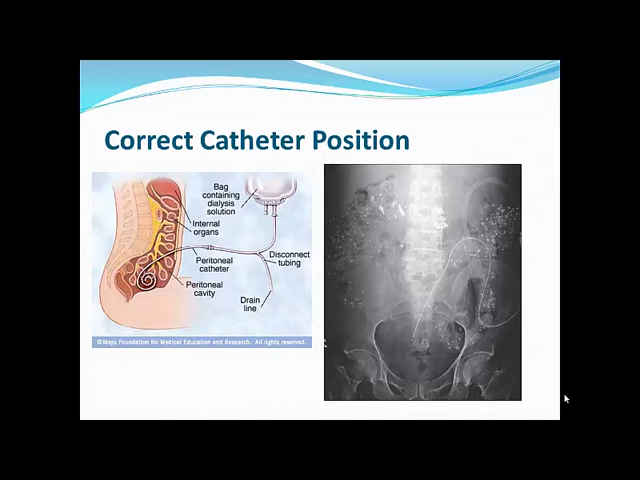 Correct Catheter Position
Bag
containing
dialysis
solution
Internal
organs
Disconnect
tubing
Peritoneal
catheter
Peritoneal
cavity
Drain
line
©Mayo Foundation for Medical Education and Research. All rights reserved.